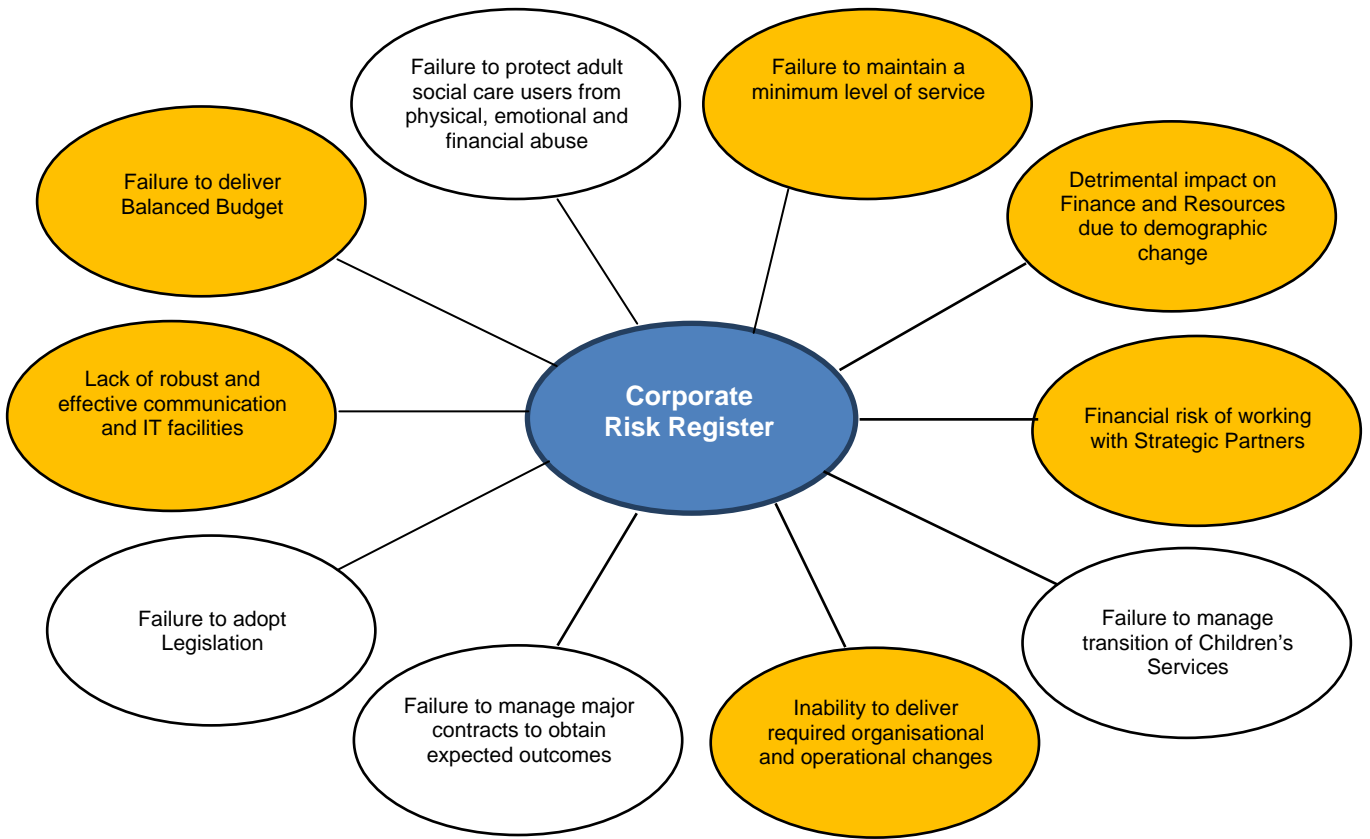 Failure to protect adult
social care users from
physical, emotional and
financial abuse
Failure to maintain a
minimum level of service
Failure to deliver
Balanced Budget
Detrimental impact on
Finance and Resources
due to demographic
change
Lack of robust and
effective communication
and IT facilities
Corporate
Risk Register
Financial risk of working
with Strategic Partners
Failure to adopt
Legislation
Failure to manage
transition of Children's
Services
Failure to manage major
contracts to obtain
expected outcomes
Inability to deliver
required organisational
and operational changes